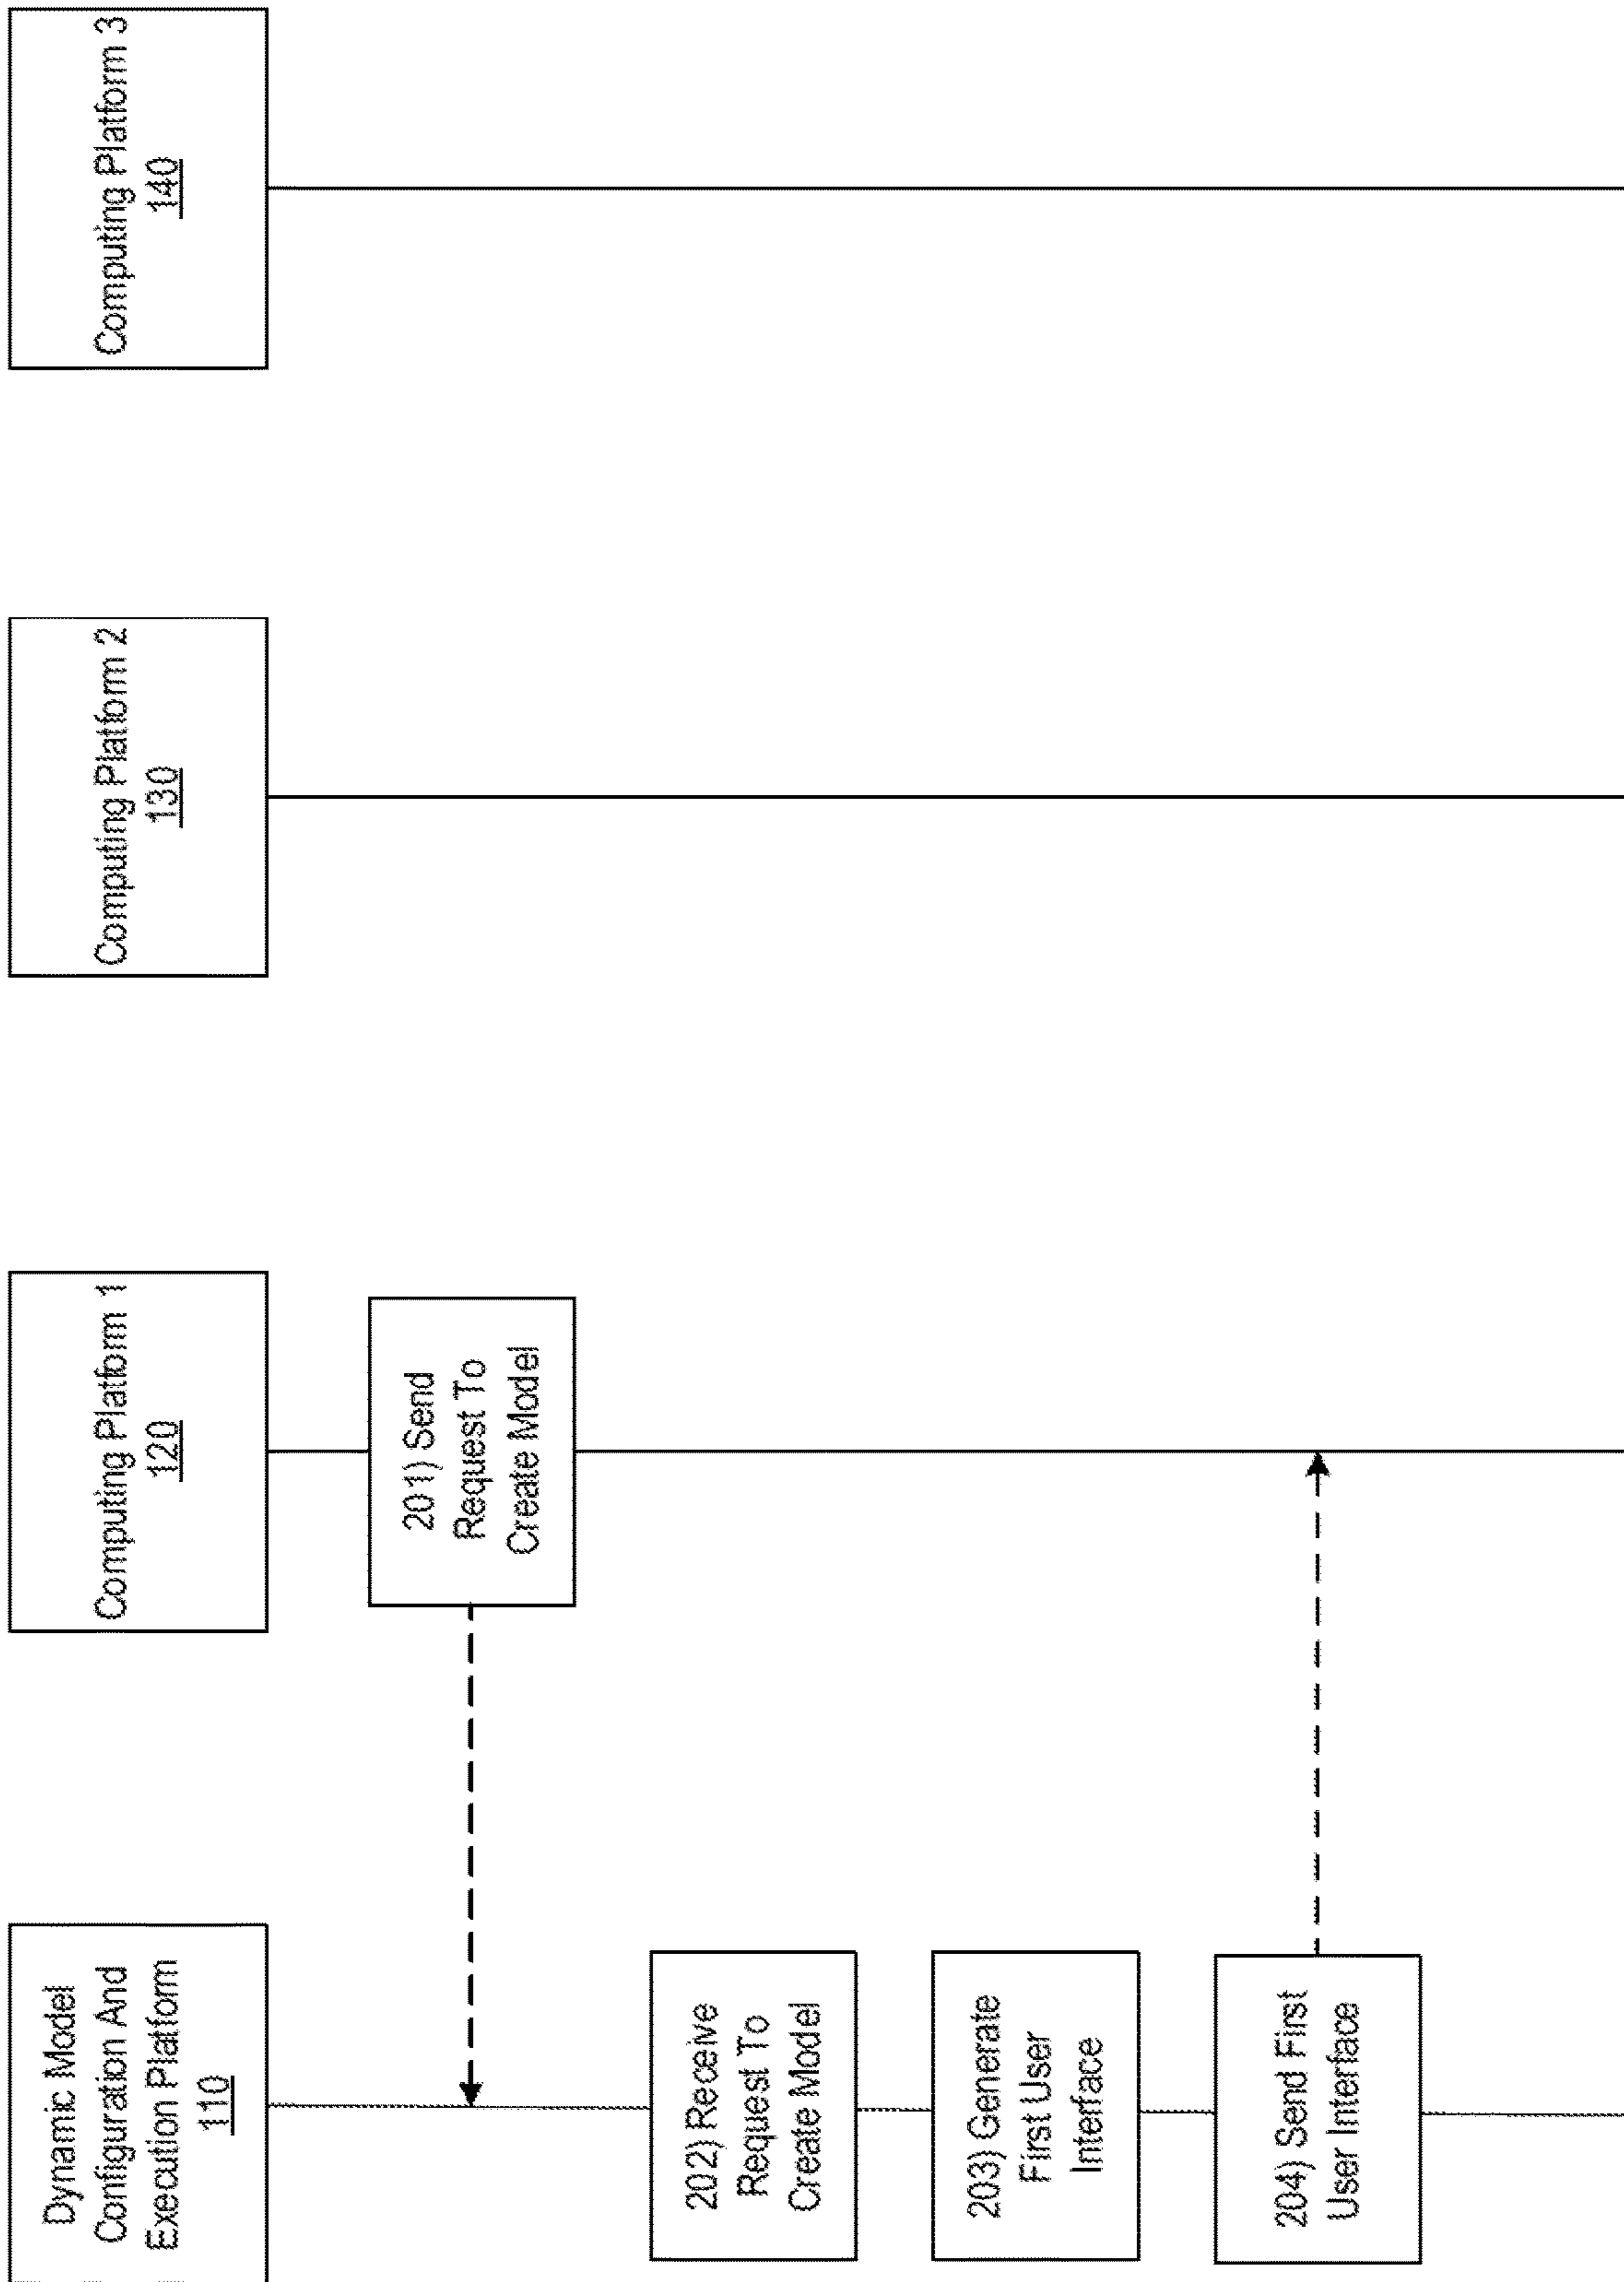 Dynamic Model
Configuration And
Execution Platform
110
Computing Platform 1
120
Computing Platform 2
130
Computing Platform 3
140
201) Send
Request To
Create Model
202) Receive
Request To
Create Model
203) Generate
First User
Interface
204) Send First
User Interface